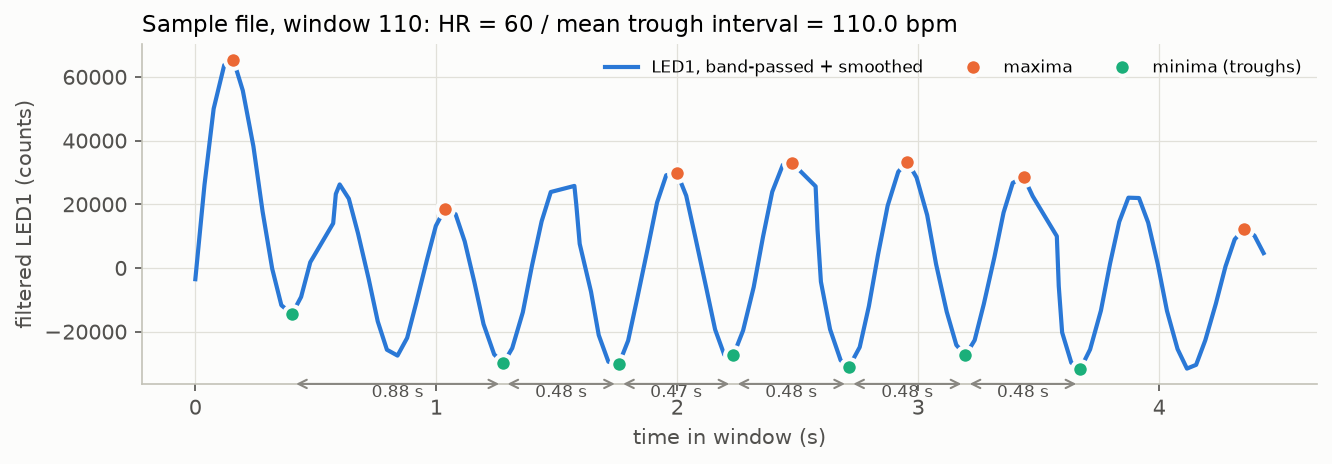 Sample file, window 110: HR = 60 / mean trough interval = 110.0 bpm
LED1, band-passed + smoothed
maxima
minima (troughs)
filtered LED1 (counts)
60000
40000
20000
0
−20000
0.88 s
0.48 s
0.47 s
0.48 s
0.48 s
0.48 s
0
1
2
3
4
time in window (s)